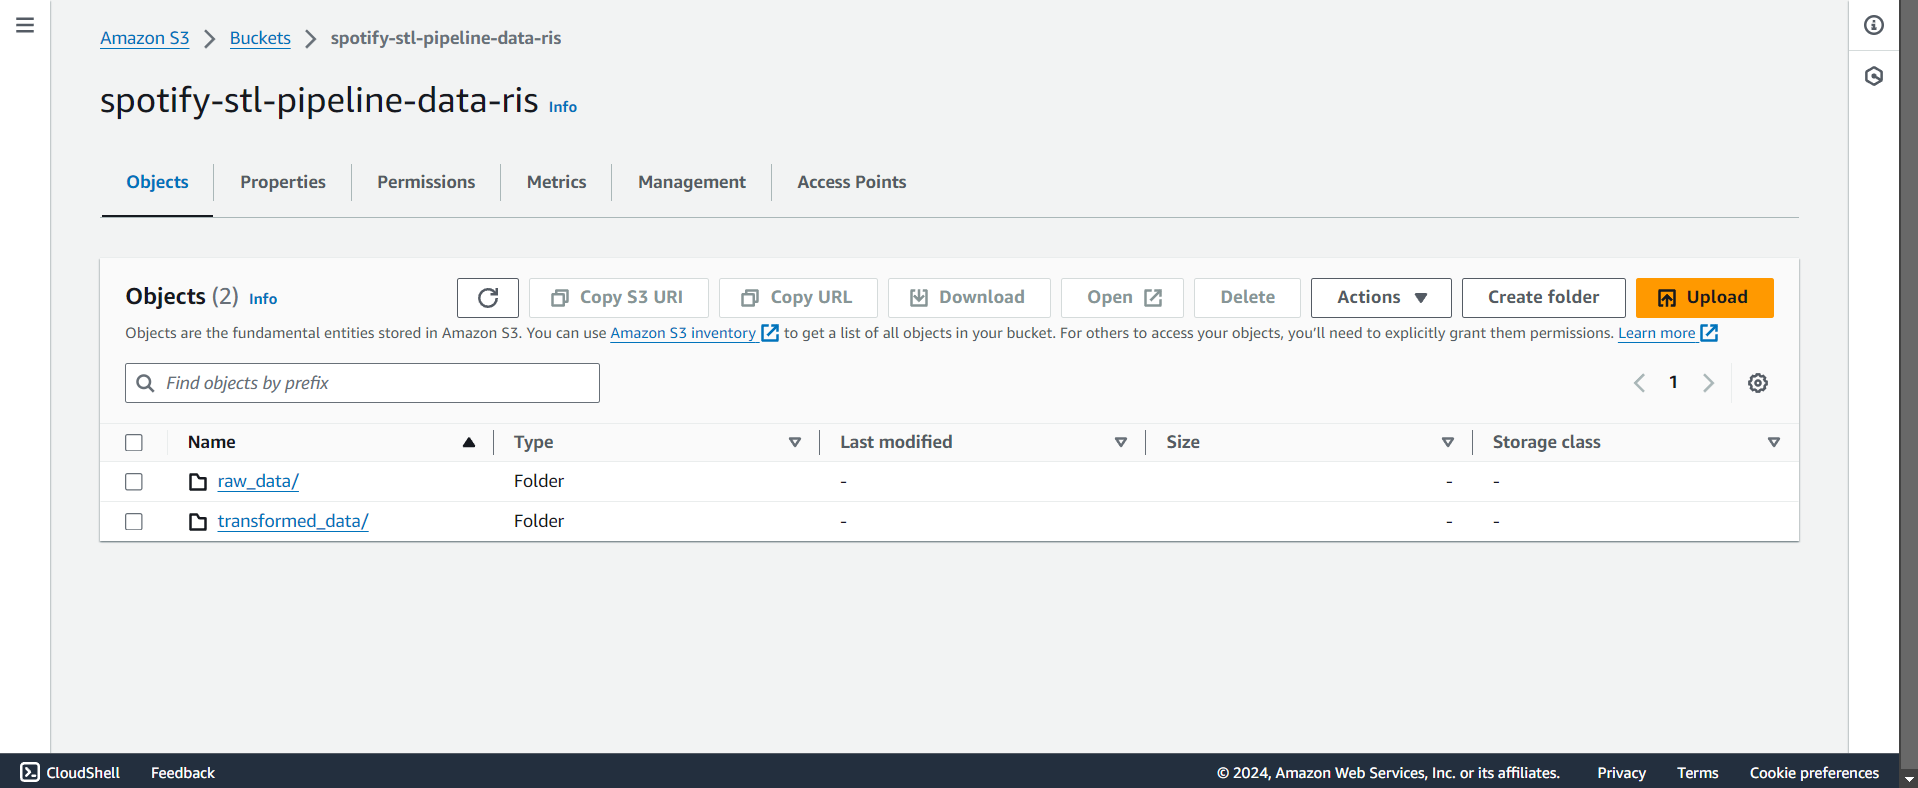 Amazon S3 > Buckets > spotify-stl-pipeline-data-ris
spotify-stl-pipeline-data-ris Info
Objects Properties Permissions Metrics Management Access Points
Objects (2) Info Copy S3 URI Copy URL Download Open Delete Actions Create folder Upload
Objects are the fundamental entities stored in Amazon S3. You can use Amazon S3 inventory to get a list of all objects in your bucket. For others to access your objects, you'll need to explicitly grant them permissions. Learn more
Find objects by prefix 1
Name Type Last modified Size Storage class
raw_data/ Folder - - -
transformed_data/ Folder - - -
CloudShell Feedback © 2024, Amazon Web Services, Inc. or its affiliates. Privacy Terms Cookie preferences